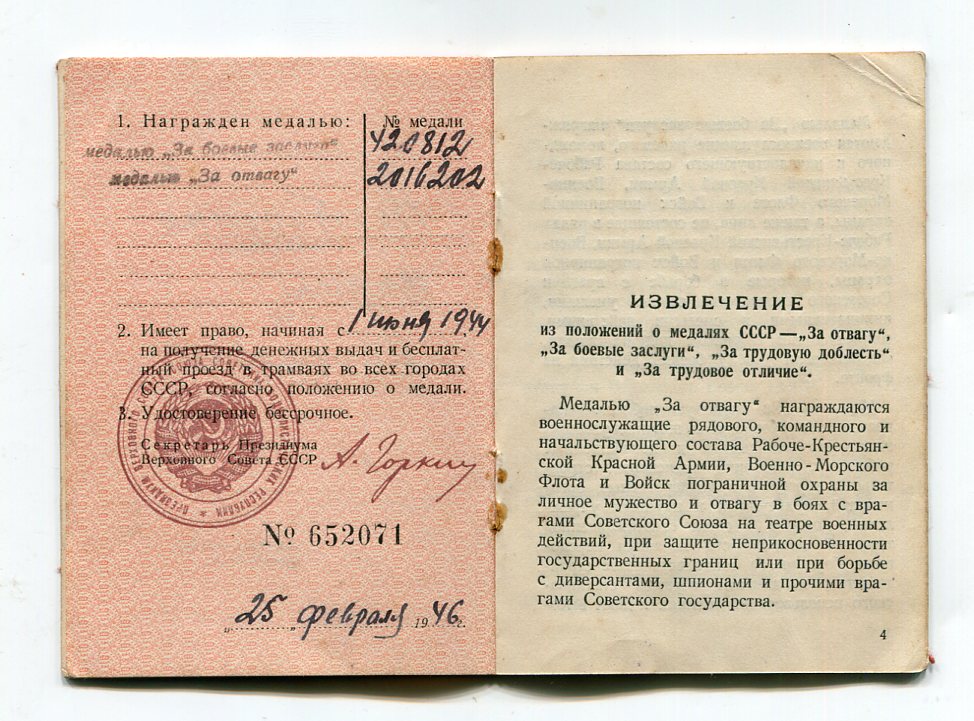 1. Награжден медалью:
№ медали
медалью „За боевые заслуги“
420812
медалью „За отвагу“
2016202
2. Имеет право, начиная с 1 июня 1944,
на получение денежных выдач и бесплат-
ный проезд в трамваях во всех городах
СССР, согласно положению о медали.
3. Удостоверение бессрочное.
Секретарь Президиума
Верховного Совета СССР
А. Горкин
№ 652071
„25 „ февраля 1946 г.
ИЗВЛЕЧЕНИЕ
из положений о медалях СССР—„За отвагу“,
„За боевые заслуги“, „За трудовую доблесть“
и „За трудовое отличие“.
Медалью „За отвагу“ награждаются
военнослужащие рядового, командного и
начальствующего состава Рабоче-Крестьян-
ской Красной Армии, Военно-Морского
Флота и Войск пограничной охраны за
личное мужество и отвагу в боях с вра-
гами Советского Союза на театре военных
действий, при защите неприкосновенности
государственных границ или при борьбе
с диверсантами, шпионами и прочими вра-
гами Советского государства.
4